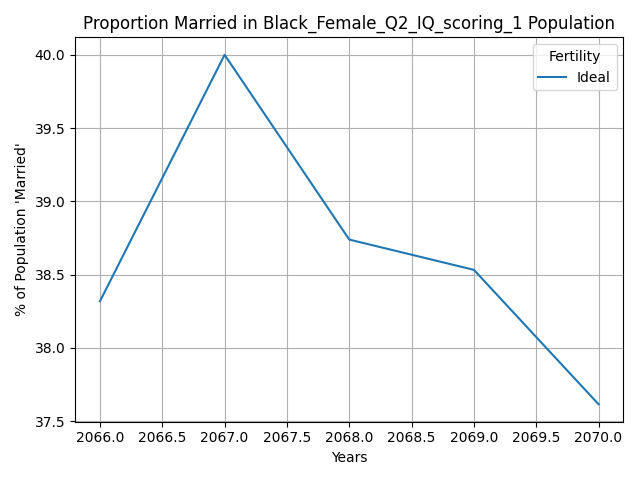 Proportion Married in Black_Female_Q2_IQ_scoring_1 Population
Fertility
Ideal
% of Population 'Married'
40.0
39.5
39.0
38.5
38.0
37.5
2066.0 2066.5 2067.0 2067.5 2068.0 2068.5 2069.0 2069.5 2070.0
Years